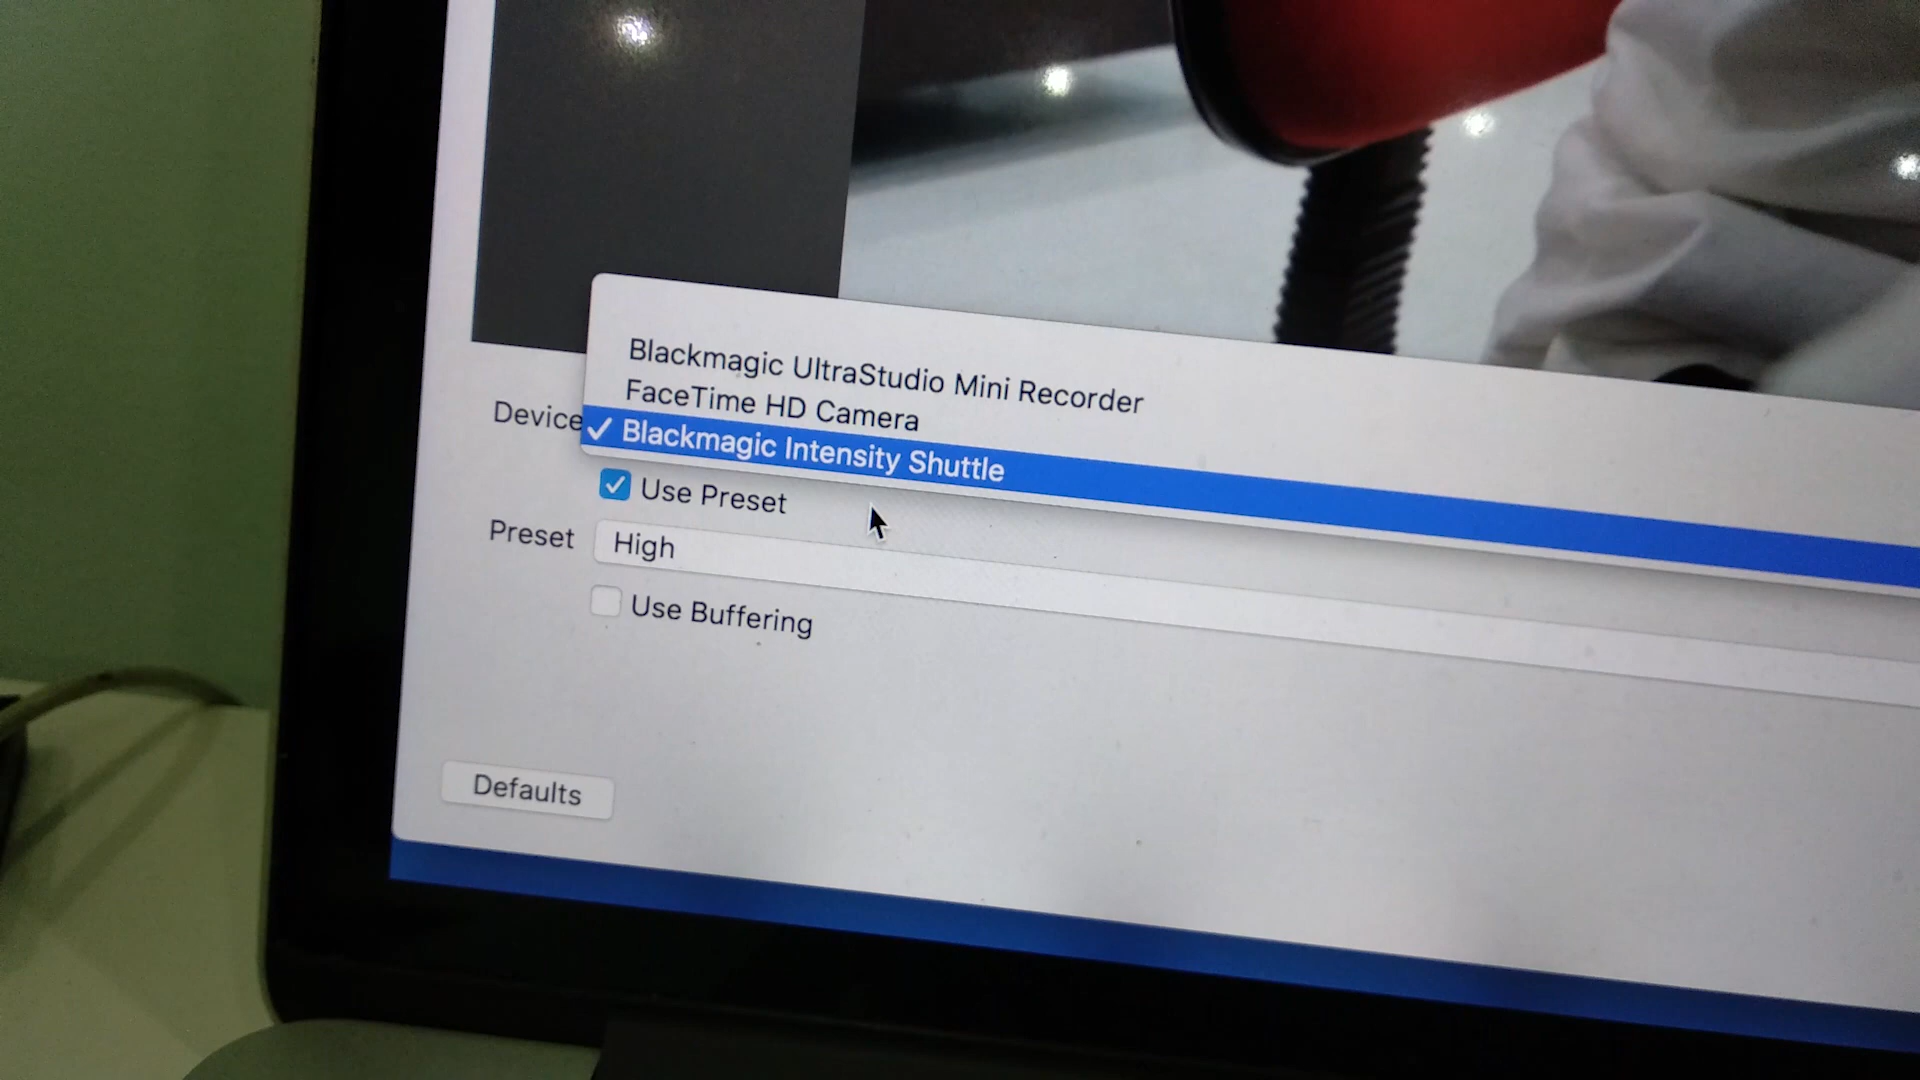 Blackmagic UltraStudio Mini Recorder
FaceTime HD Camera
Device ✓ Blackmagic Intensity Shuttle
Use Preset
Preset High
Use Buffering
Defaults